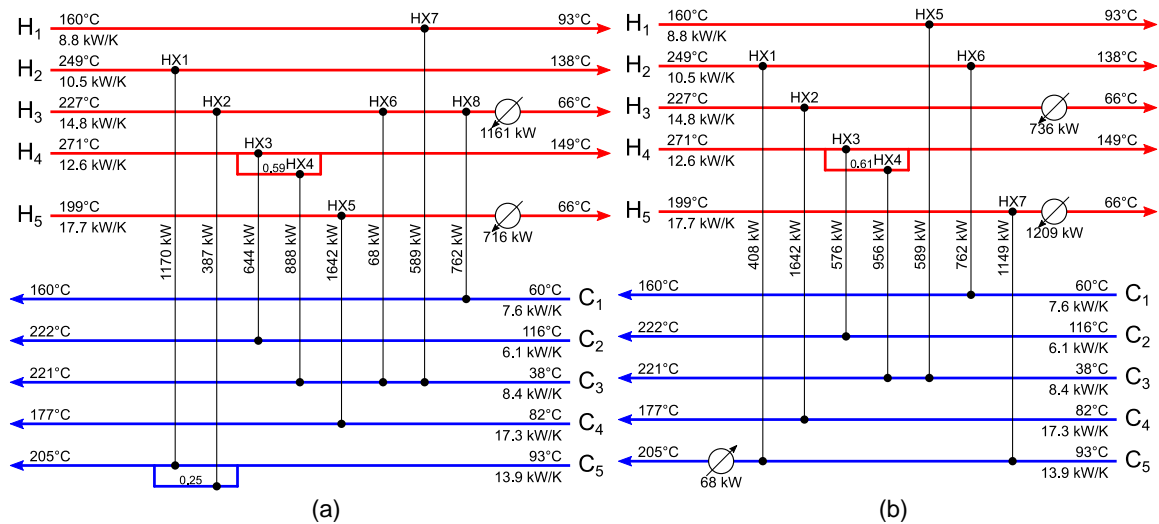 160°C HX7 93°C
H1 8.8 kW/K
249°C HX1 138°C
H2 10.5 kW/K
227°C HX2 HX6 HX8 66°C
H3 14.8 kW/K 1161 kW
271°C HX3 149°C
H4 12.6 kW/K 0.59 HX4
199°C HX5 66°C
H5 17.7 kW/K 716 kW
1170 kW 387 kW 644 kW 888 kW 1642 kW 68 kW 589 kW 762 kW
160°C 60°C C1
7.6 kW/K
222°C 116°C C2
6.1 kW/K
221°C 38°C C3
8.4 kW/K
177°C 82°C C4
17.3 kW/K
205°C 93°C C5
0.25 13.9 kW/K
(a)
160°C HX5 93°C
H1 8.8 kW/K
249°C HX1 HX6 138°C
H2 10.5 kW/K
227°C HX2 66°C
H3 14.8 kW/K 736 kW
271°C HX3 149°C
H4 12.6 kW/K 0.61 HX4
199°C HX7 66°C
H5 17.7 kW/K 1209 kW
408 kW 1642 kW 576 kW 956 kW 589 kW 762 kW 1149 kW
160°C 60°C C1
7.6 kW/K
222°C 116°C C2
6.1 kW/K
221°C 38°C C3
8.4 kW/K
177°C 82°C C4
17.3 kW/K
205°C 93°C C5
68 kW 13.9 kW/K
(b)